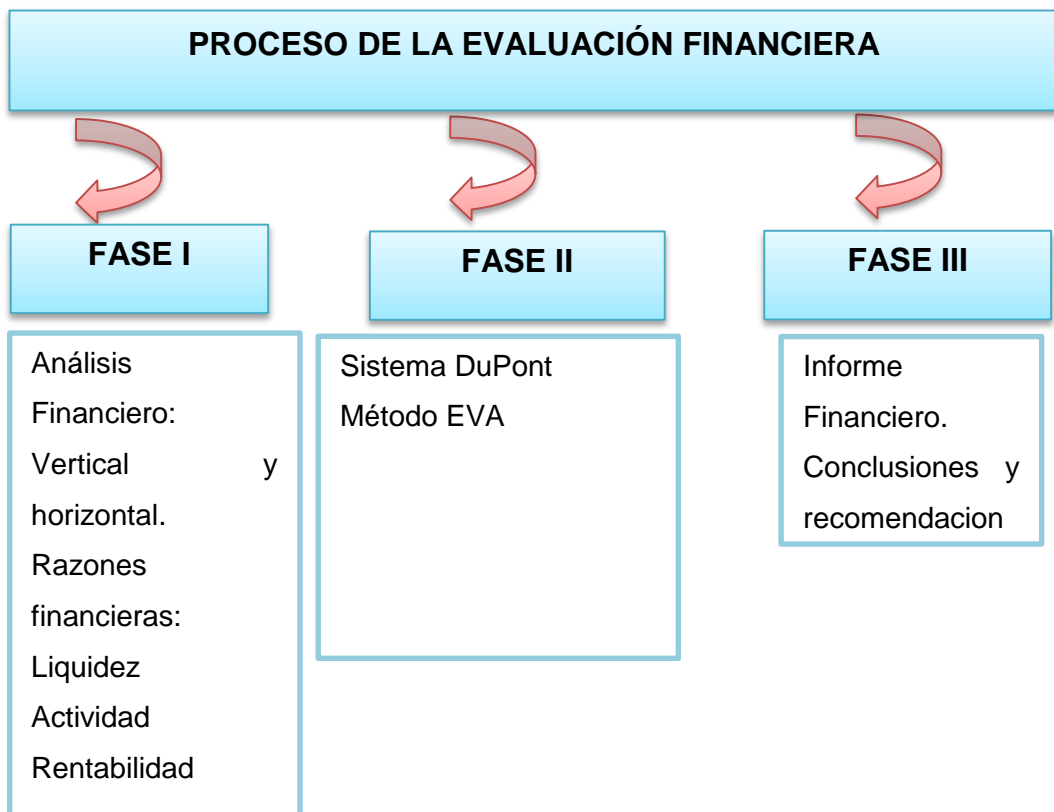 PROCESO DE LA EVALUACIÓN FINANCIERA
FASE I
FASE II
FASE III
Análisis
Financiero:
Vertical y
horizontal.
Razones
financieras:
Liquidez
Actividad
Rentabilidad
Sistema DuPont
Método EVA
Informe
Financiero.
Conclusiones y
recomendacion